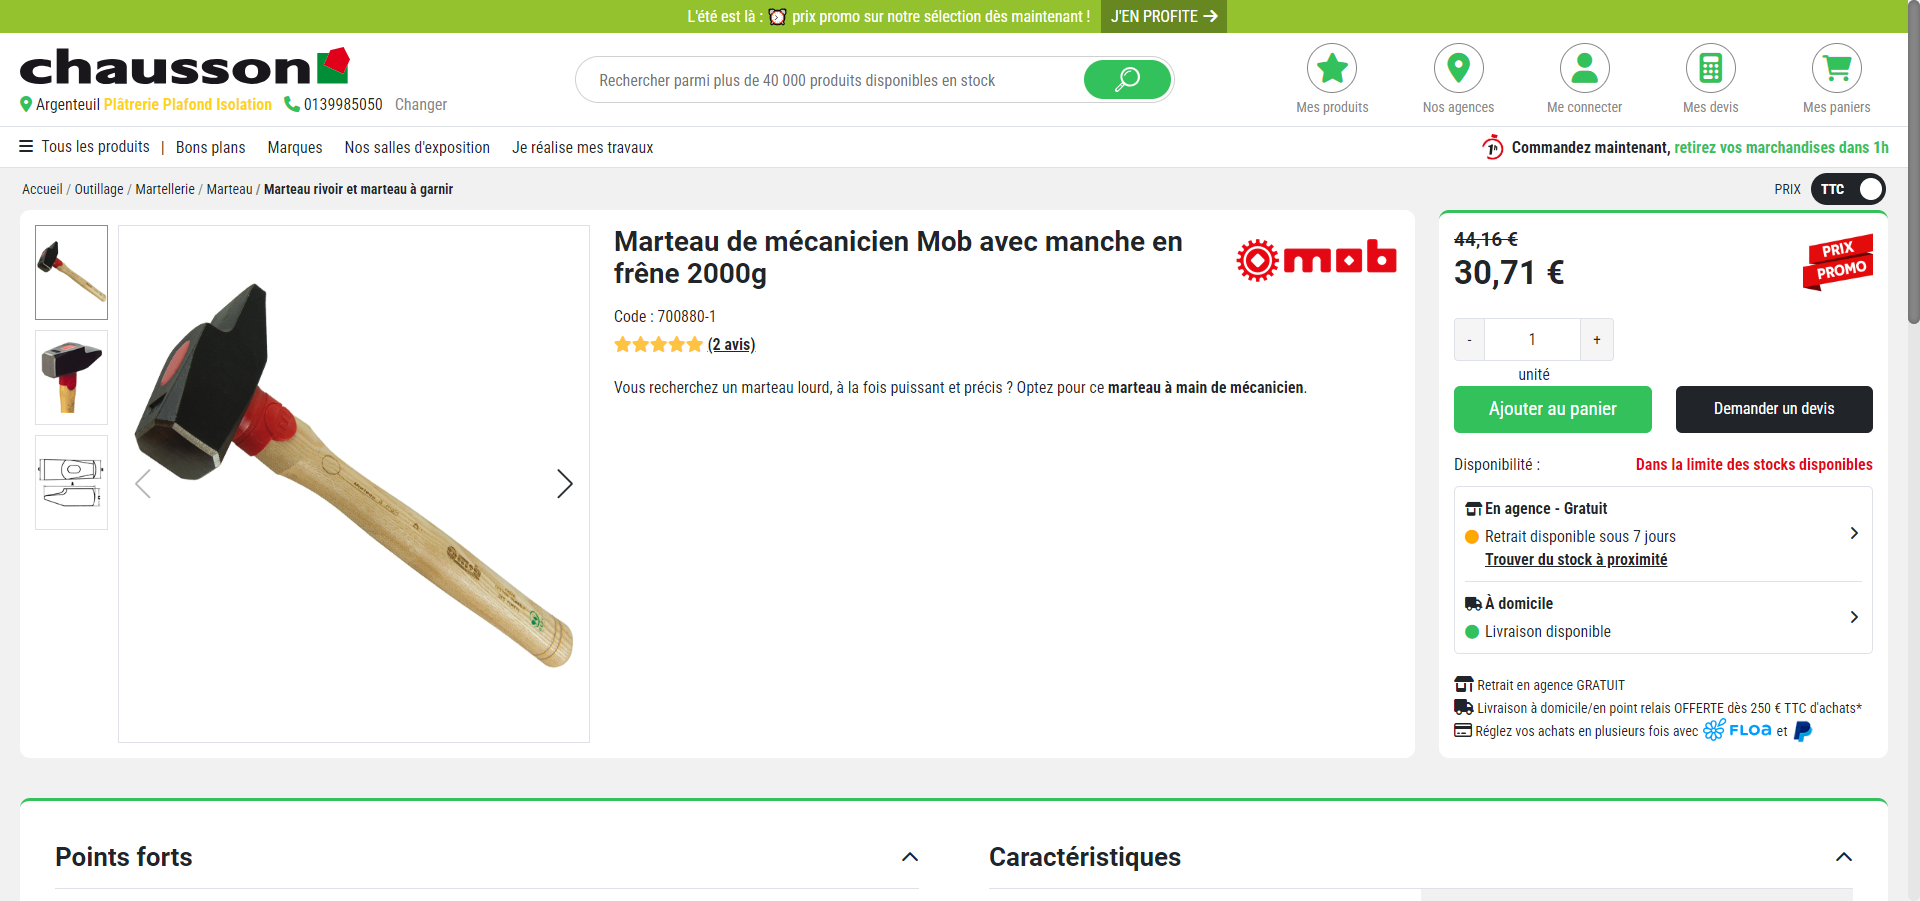 L'été est là : ⏰ prix promo sur notre sélection dès maintenant !
J'EN PROFITE →
chausson
Argenteuil Plâtrerie Plafond Isolation 0139985050 Changer
Rechercher parmi plus de 40 000 produits disponibles en stock
Mes produits
Nos agences
Me connecter
Mes devis
Mes paniers
Tous les produits | Bons plans Marques Nos salles d'exposition Je réalise mes travaux
1h Commandez maintenant, retirez vos marchandises dans 1h
Accueil / Outillage / Martellerie / Marteau / Marteau rivoir et marteau à garnir
PRIX TTC
Marteau de mécanicien Mob avec manche en
frêne 2000g
mob
Code : 700880-1
(2 avis)
Vous recherchez un marteau lourd, à la fois puissant et précis ? Optez pour ce marteau à main de mécanicien.
44,16 €
30,71 €
PRIX
PROMO
- 1 +
unité
Ajouter au panier
Demander un devis
Disponibilité : Dans la limite des stocks disponibles
En agence - Gratuit
Retrait disponible sous 7 jours
Trouver du stock à proximité
À domicile
Livraison disponible
Retrait en agence GRATUIT
Livraison à domicile/en point relais OFFERTE dès 250 € TTC d'achats*
Réglez vos achats en plusieurs fois avec FLOA et
Points forts
Caractéristiques